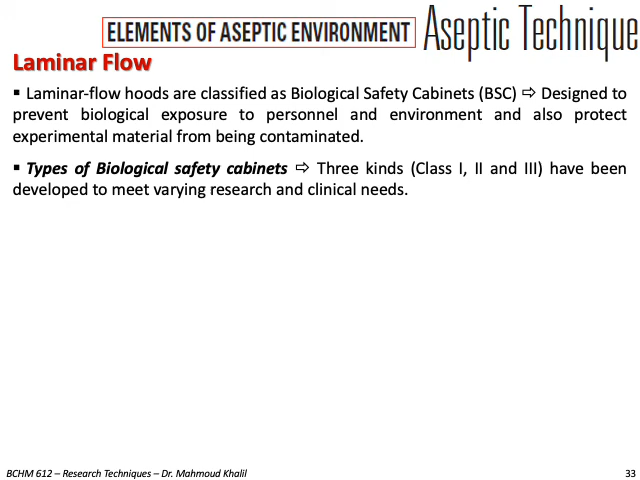 ELEMENTS OF ASEPTIC ENVIRONMENT
Aseptic Technique
Laminar Flow
▪ Laminar-flow hoods are classified as Biological Safety Cabinets (BSC) ⇨ Designed to
prevent biological exposure to personnel and environment and also protect
experimental material from being contaminated.
▪ Types of Biological safety cabinets ⇨ Three kinds (Class I, II and III) have been
developed to meet varying research and clinical needs.
BCHM 612 – Research Techniques – Dr. Mahmoud Khalil
33